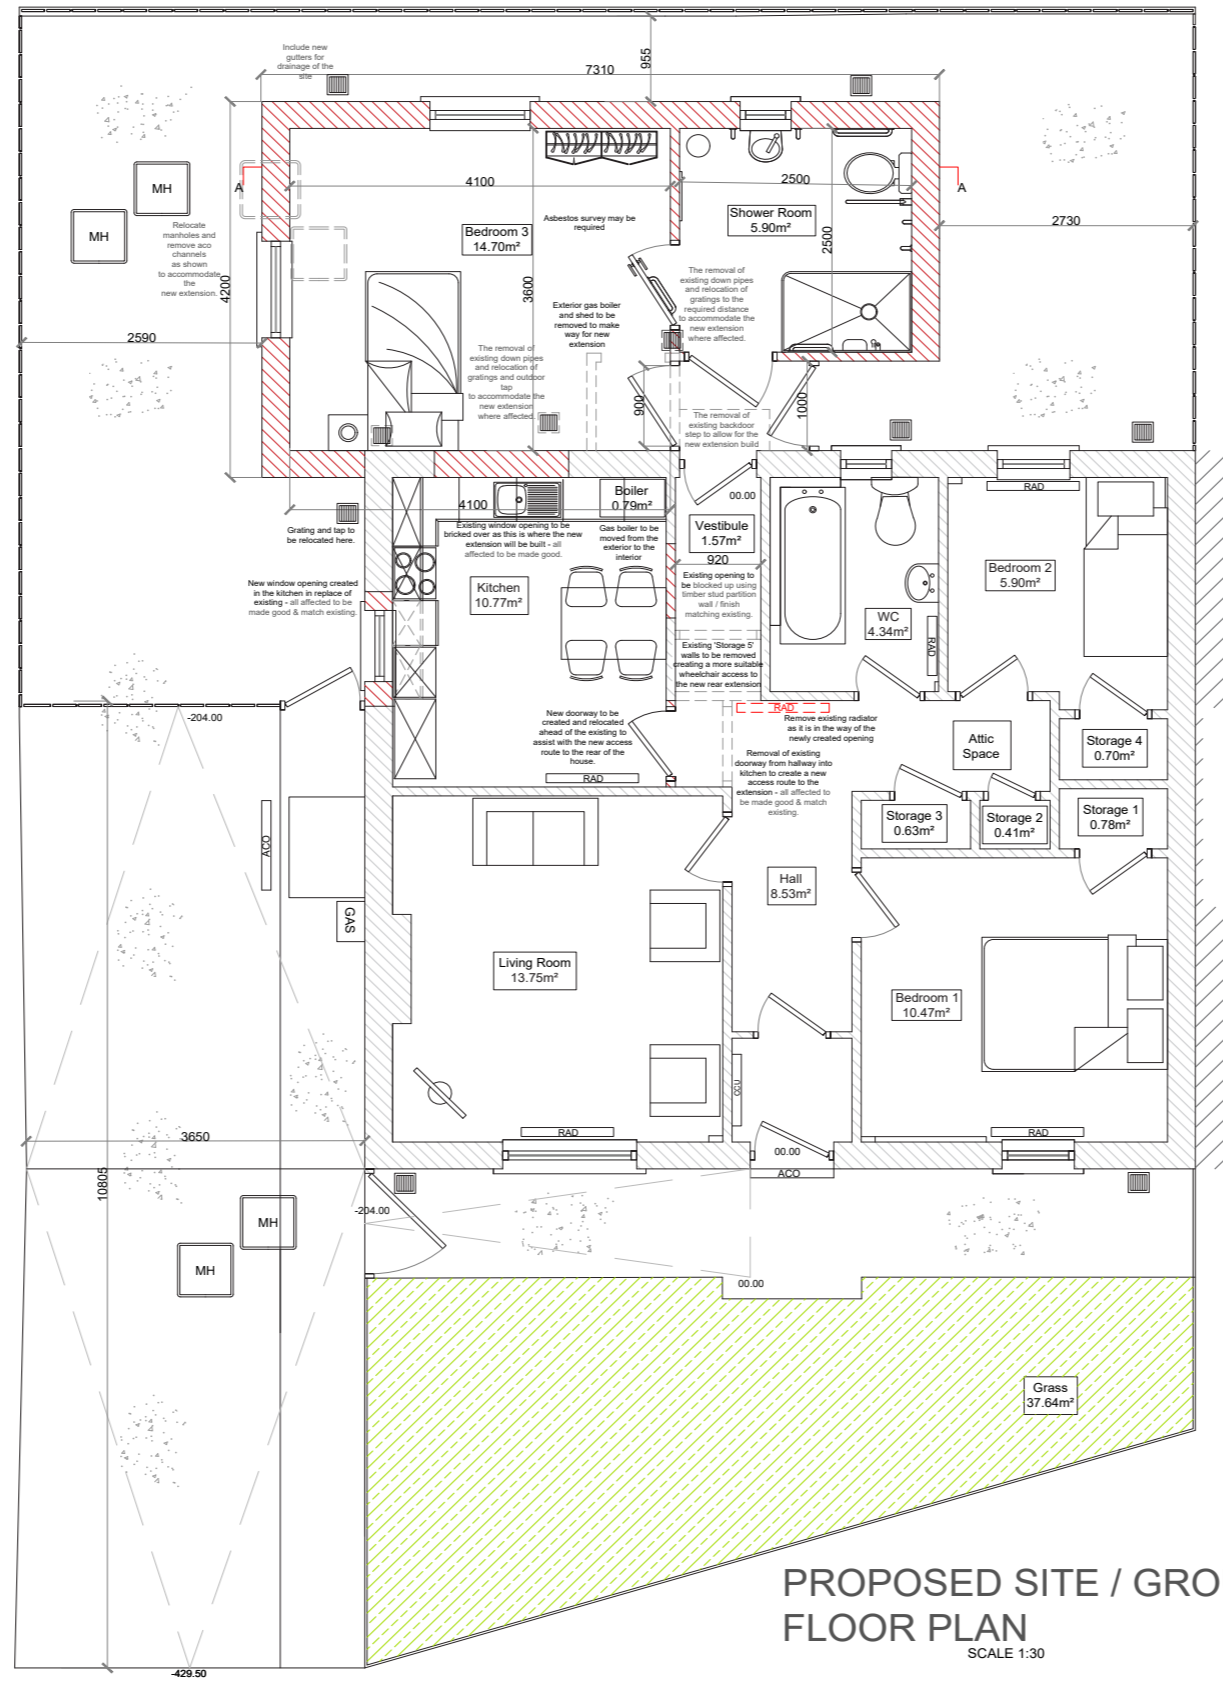 Include new
gutters for
drainage of the
site
7310
955
MH
MH
A
A
Relocate
manholes and
remove aco
channels
as shown
to accommodate
the
new extension.
4200
2590
4100
Bedroom 3
14.70m²
Asbestos survey may be
required
3600
Exterior gas boiler
and shed to be
removed to make
way for new
extension
The removal of
existing down pipes
and relocation of
gratings and outdoor
tap
to accommodate the
new extension
where affected.
2500
Shower Room
5.90m²
2500
2730
The removal of
existing down pipes
and relocation of
gratings to the
required distance
to accommodate the
new extension
where affected.
900
1000
The removal of
existing backdoor
step to allow for the
new extension build
Grating and tap to
be relocated here.
4100
Boiler
0.79m²
Existing window opening to be
bricked over as this is where the new
extension will be built - all
affected to be made good.
Gas boiler to be
moved from the
exterior to the
interior
00.00
Vestibule
1.57m²
920
RAD
Bedroom 2
5.90m²
New window opening created
in the kitchen in replace of
existing - all affected to be
made good & match existing.
Kitchen
10.77m²
Existing opening to
be blocked up using
timber stud partition
wall / finish
matching existing.
WC
4.34m²
RAD
Existing 'Storage 5'
walls to be removed
creating a more suitable
wheelchair access to
the new rear extension
-204.00
New doorway to be
created and relocated
ahead of the existing to
assist with the new access
route to the rear of the
house.
RAD
RAD
Remove existing radiator
as it is in the way of the
newly created opening
Removal of existing
doorway from hallway into
kitchen to create a new
access route to the
extension - all affected to
be made good & match
existing.
Attic
Space
Storage 4
0.70m²
Storage 3
0.63m²
Storage 2
0.41m²
Storage 1
0.78m²
ACO
GAS
Hall
8.53m²
Living Room
13.75m²
Bedroom 1
10.47m²
CCU
3650
10805
RAD
RAD
00.00
ACO
-204.00
MH
MH
00.00
Grass
37.64m²
PROPOSED SITE / GRO
FLOOR PLAN
SCALE 1:30
-429.50